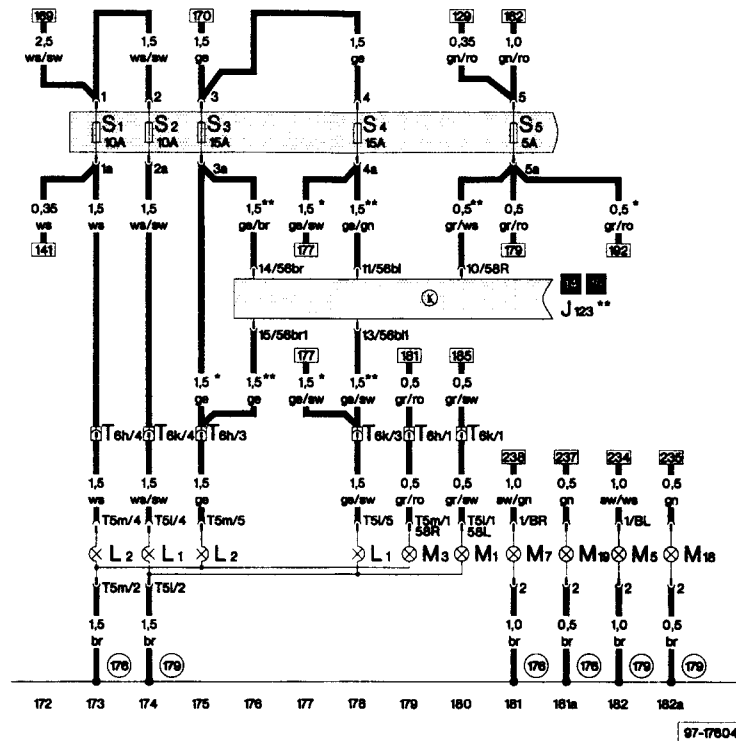 169 170 129 162
2,5 1,5 1,5 1,5 0,35 1,0
ws/sw ws/sw ge ge gn/ro gn/ro
1 2 3 4 5
S1 S2 S3 S4 S5
10A 10A 15A 15A 5A
1a 2a 3a 4a 5a
0,35 1,5 1,5 1,5** 1,5* 1,5** 0,5** 0,5 0,5*
ws ws ws/sw gs/br gs/sw gs/gn gr/ws gr/ro gr/ro
141 177 179 192
14/56br 11/56bl 10/58R
K
J123**
15/56br1 13/56bl1
177 181 185
1,5* 1,5** 1,5* 1,5** 0,5 0,5
ge ge gs/sw gs/sw gr/ro gr/sw
T6h/4 T6k/4 T6h/3 T6k/3 T6h/1 T6k/1
238 237 234 235
1,5 1,5 1,5 1,5 0,5 0,5 1,0 0,5 1,0 0,5
ws ws/sw ge gs/sw gr/ro gr/sw sw/gn gn sw/ws gn
T5m/4 T5l/4 T5m/5 T5l/5 T5m/1 T5l/1 1/BR 1/BL
58R 58L
L2 L1 L2 L1 M3 M1 M7 M19 M5 M18
T5m/2 T5l/2 2 2 2 2
1,5 1,5 1,0 0,5 1,0 0,5
br br br br br br
176 179 176 176 179 179
172 173 174 175 176 177 178 179 180 181 181a 182 182a
97-17604